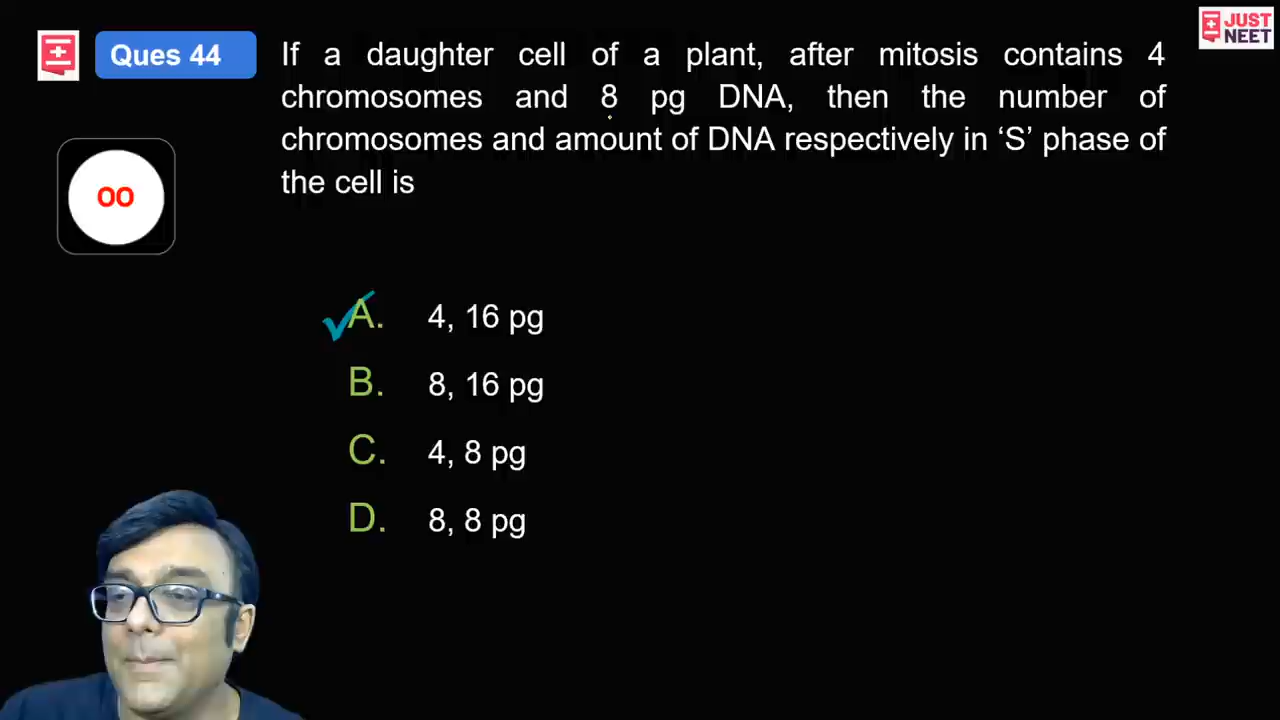 JUST
NEET
Ques 44
If a daughter cell of a plant, after mitosis contains 4
chromosomes and 8 pg DNA, then the number of
chromosomes and amount of DNA respectively in ‘S’ phase of
the cell is
00
A. 4, 16 pg
B. 8, 16 pg
C. 4, 8 pg
D. 8, 8 pg